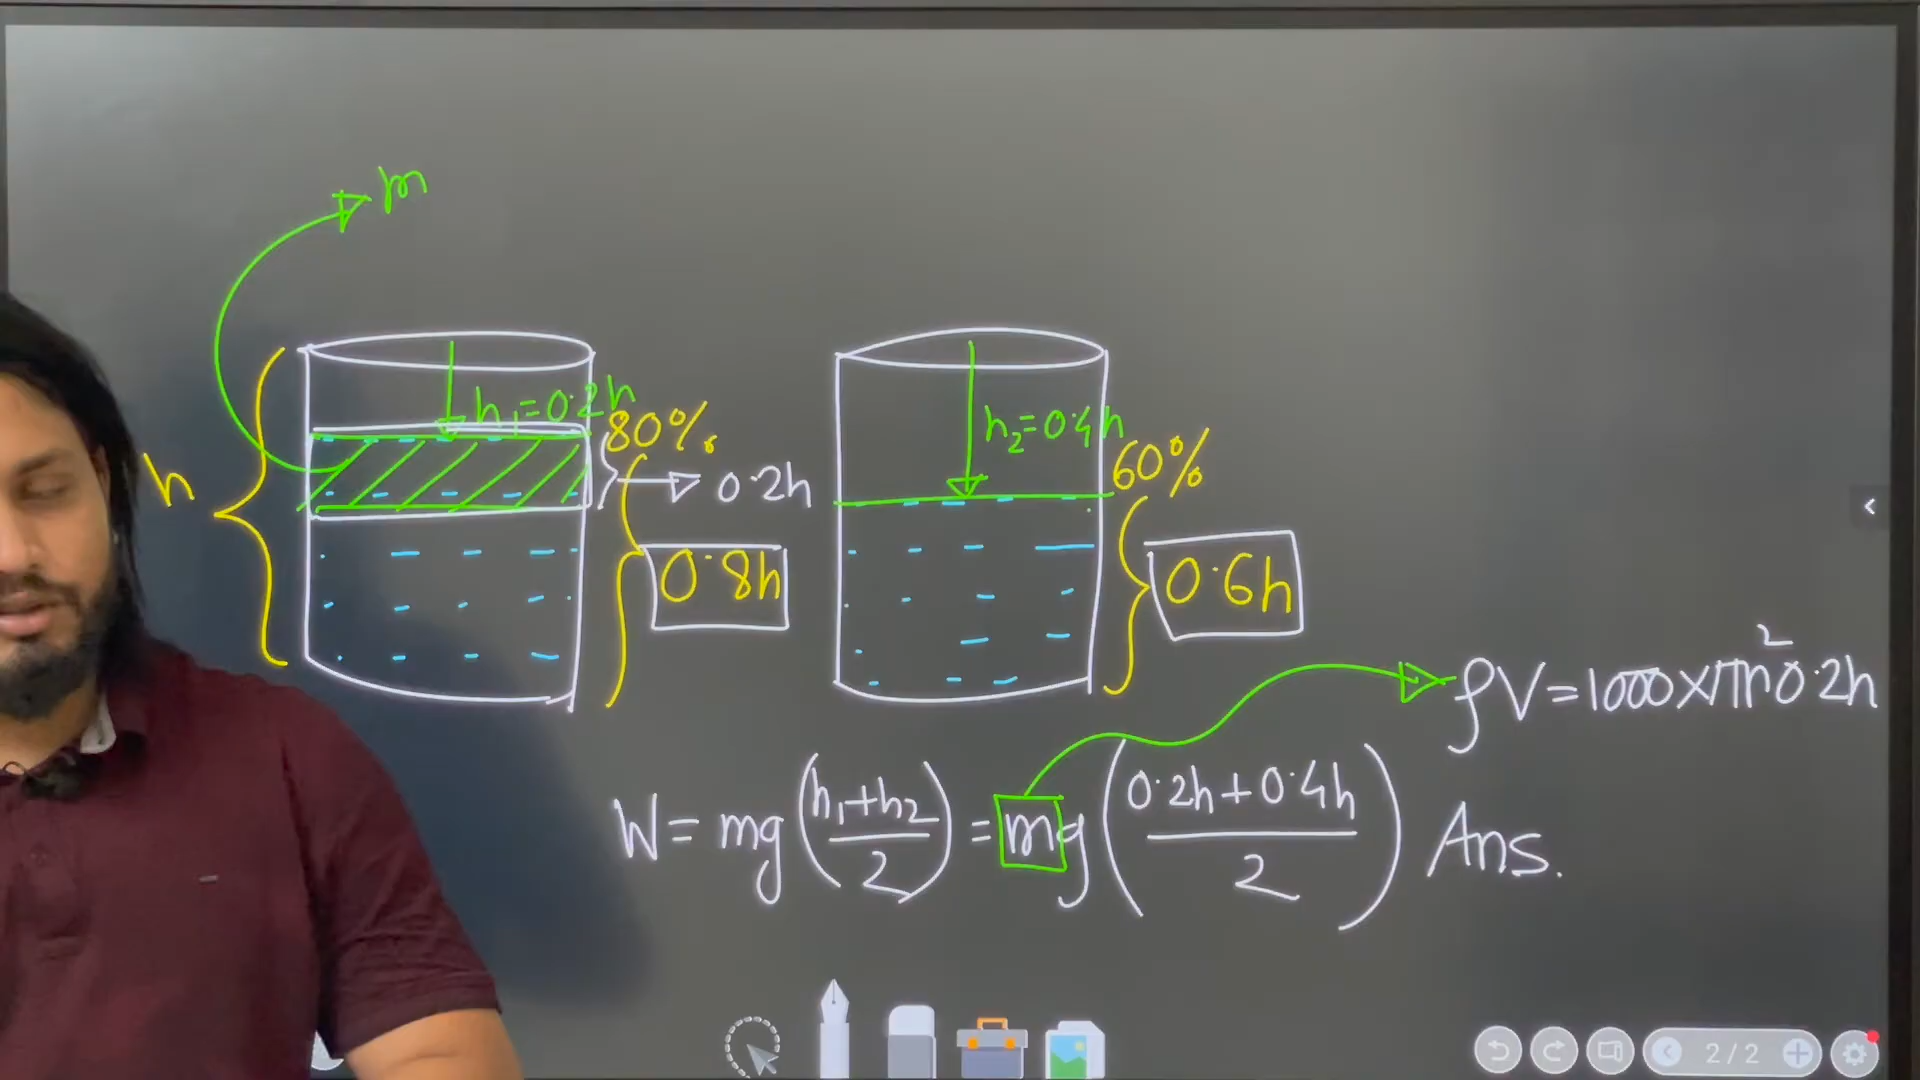 m
h
h₁=0.2h
80%
0.2h
0.8h
h₂=0.4h
60%
0.6h
ρV=1000×πr²0.2h
W= mg(h₁+h₂/2)=mg(0.2h+0.4h/2) Ans.
2/2